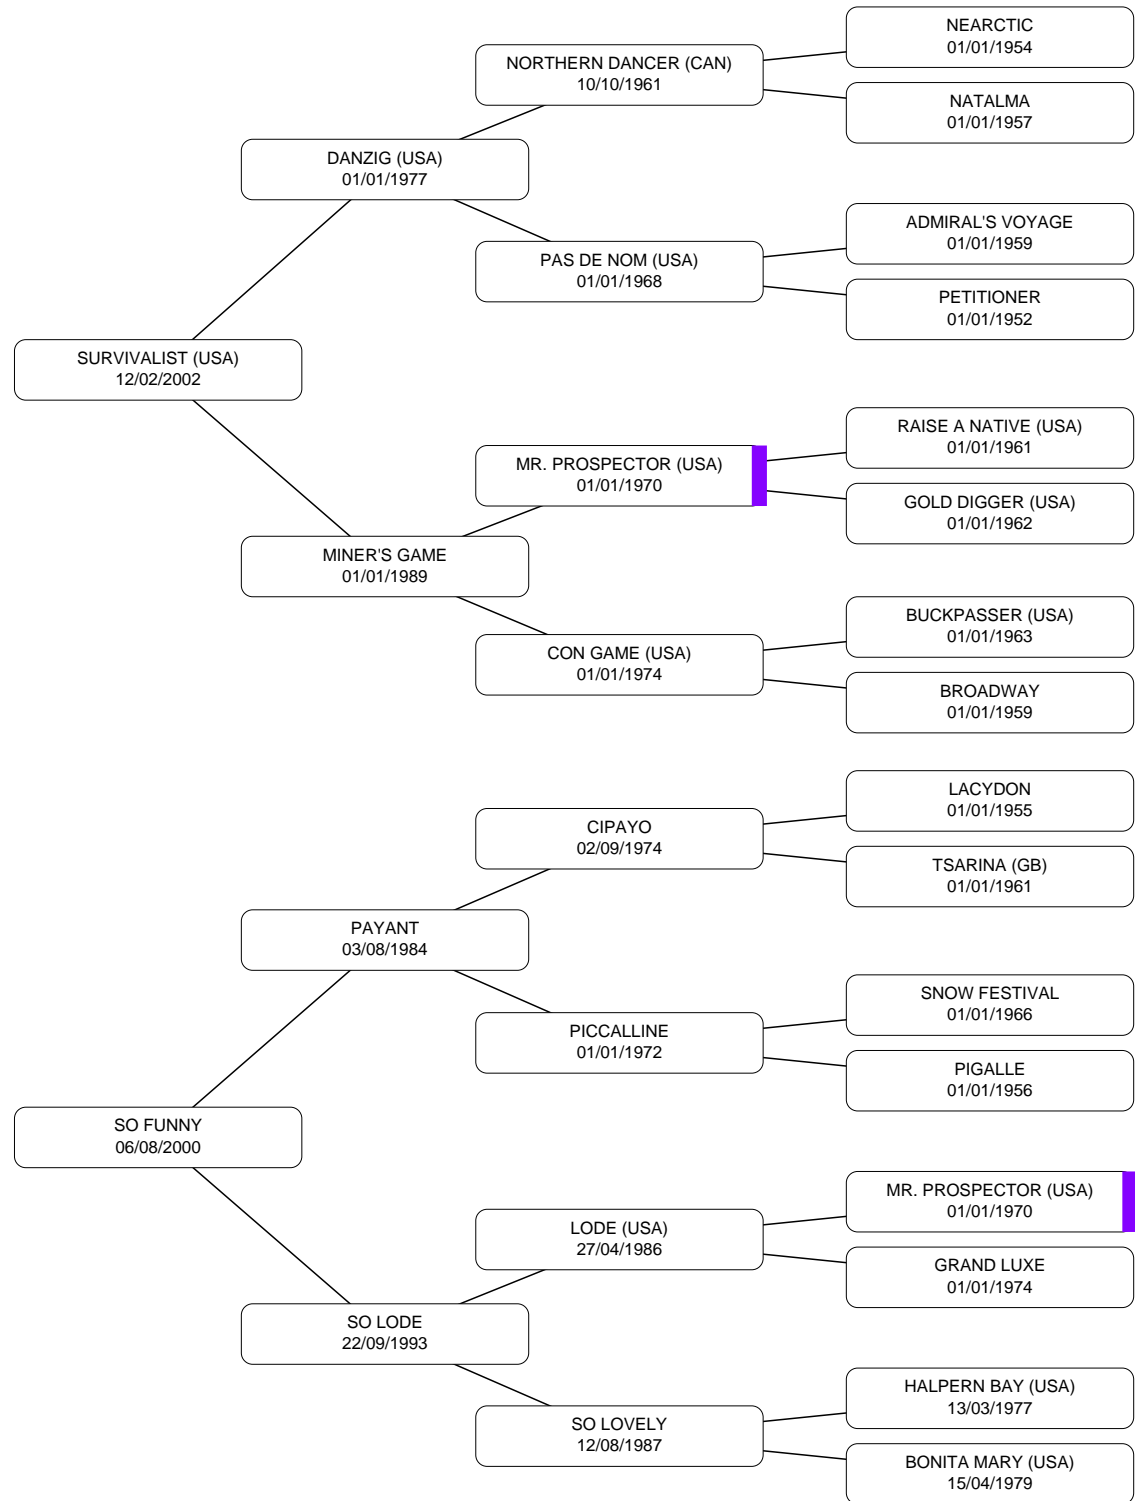 NEARCTIC
01/01/1954
NORTHERN DANCER (CAN)
10/10/1961
NATALMA
01/01/1957
DANZIG (USA)
01/01/1977
ADMIRAL'S VOYAGE
01/01/1959
PAS DE NOM (USA)
01/01/1968
PETITIONER
01/01/1952
SURVIVALIST (USA)
12/02/2002
RAISE A NATIVE (USA)
01/01/1961
MR. PROSPECTOR (USA)
01/01/1970
GOLD DIGGER (USA)
01/01/1962
MINER'S GAME
01/01/1989
BUCKPASSER (USA)
01/01/1963
CON GAME (USA)
01/01/1974
BROADWAY
01/01/1959
LACYDON
01/01/1955
CIPAYO
02/09/1974
TSARINA (GB)
01/01/1961
PAYANT
03/08/1984
SNOW FESTIVAL
01/01/1966
PICCALLINE
01/01/1972
PIGALLE
01/01/1956
SO FUNNY
06/08/2000
MR. PROSPECTOR (USA)
01/01/1970
LODE (USA)
27/04/1986
GRAND LUXE
01/01/1974
SO LODE
22/09/1993
HALPERN BAY (USA)
13/03/1977
SO LOVELY
12/08/1987
BONITA MARY (USA)
15/04/1979